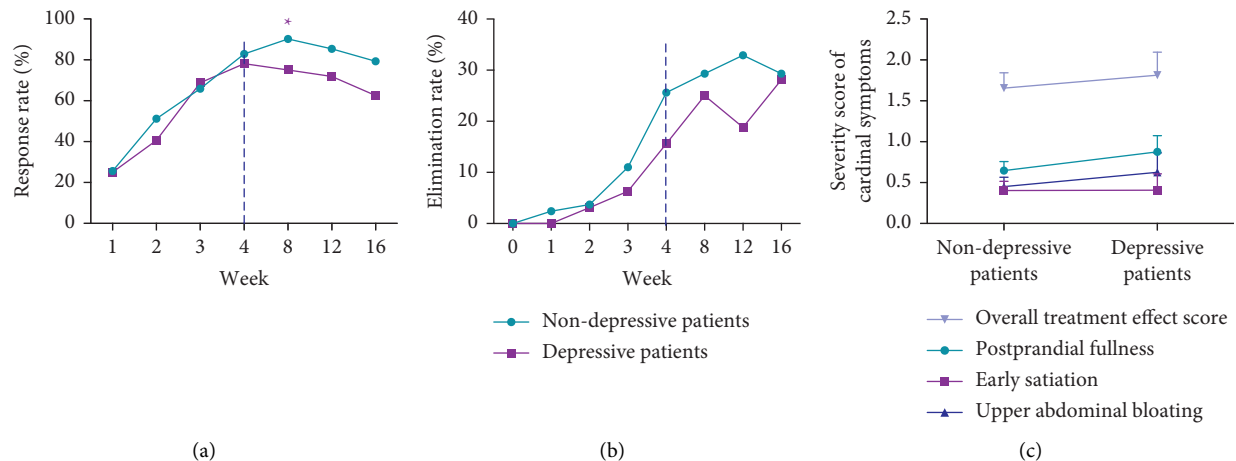 Response rate (%)
100
80
60
40
20
0
*
1 2 3 4 8 12 16
Week
(a)
Elimination rate (%)
40
30
20
10
0
0 1 2 3 4 8 12 16
Week
Non-depressive patients
Depressive patients
(b)
Severity score of
cardinal symptoms
2.5
2.0
1.5
1.0
0.5
0.0
Non-depressive
patients
Depressive
patients
Overall treatment effect score
Postprandial fullness
Early satiation
Upper abdominal bloating
(c)